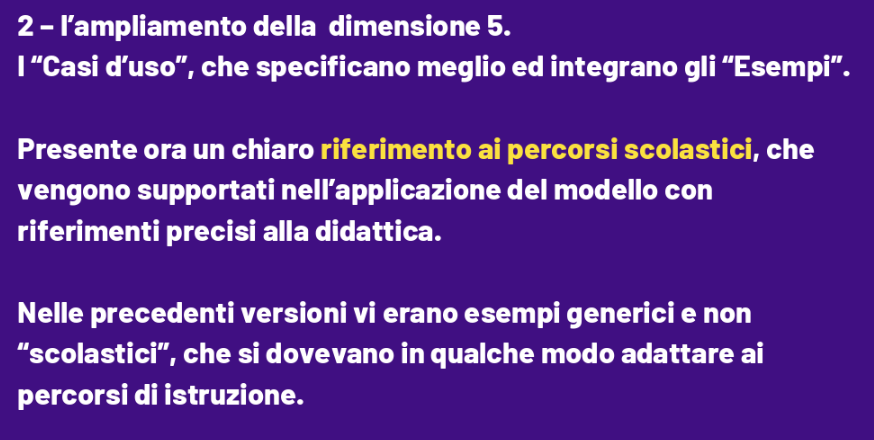 2 – l’ampliamento della dimensione 5.
I “Casi d’uso”, che specificano meglio ed integrano gli “Esempi”.
Presente ora un chiaro riferimento ai percorsi scolastici, che
vengono supportati nell’applicazione del modello con
riferimenti precisi alla didattica.
Nelle precedenti versioni vi erano esempi generici e non
“scolastici”, che si dovevano in qualche modo adattare ai
percorsi di istruzione.